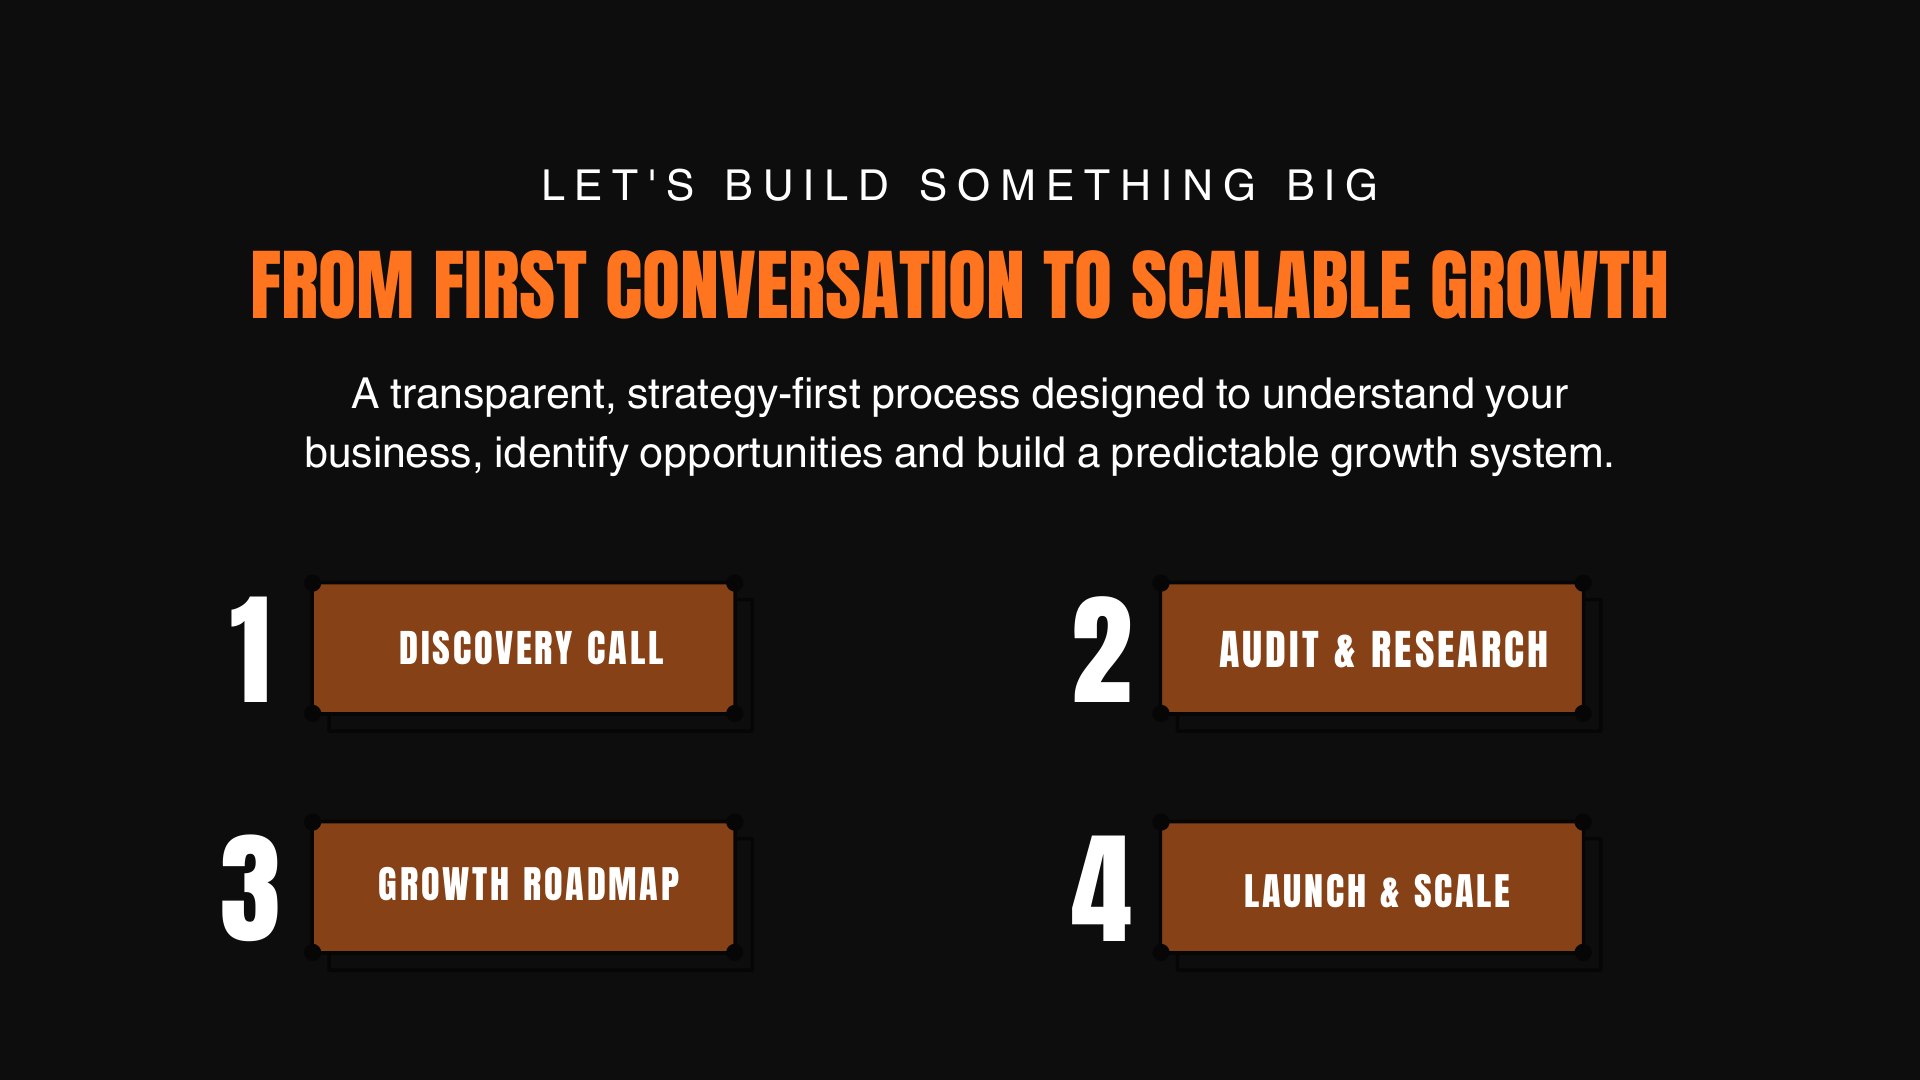 LET'S BUILD SOMETHING BIG
FROM FIRST CONVERSATION TO SCALABLE GROWTH
A transparent, strategy-first process designed to understand your
business, identify opportunities and build a predictable growth system.
1 DISCOVERY CALL
2 AUDIT & RESEARCH
3 GROWTH ROADMAP
4 LAUNCH & SCALE